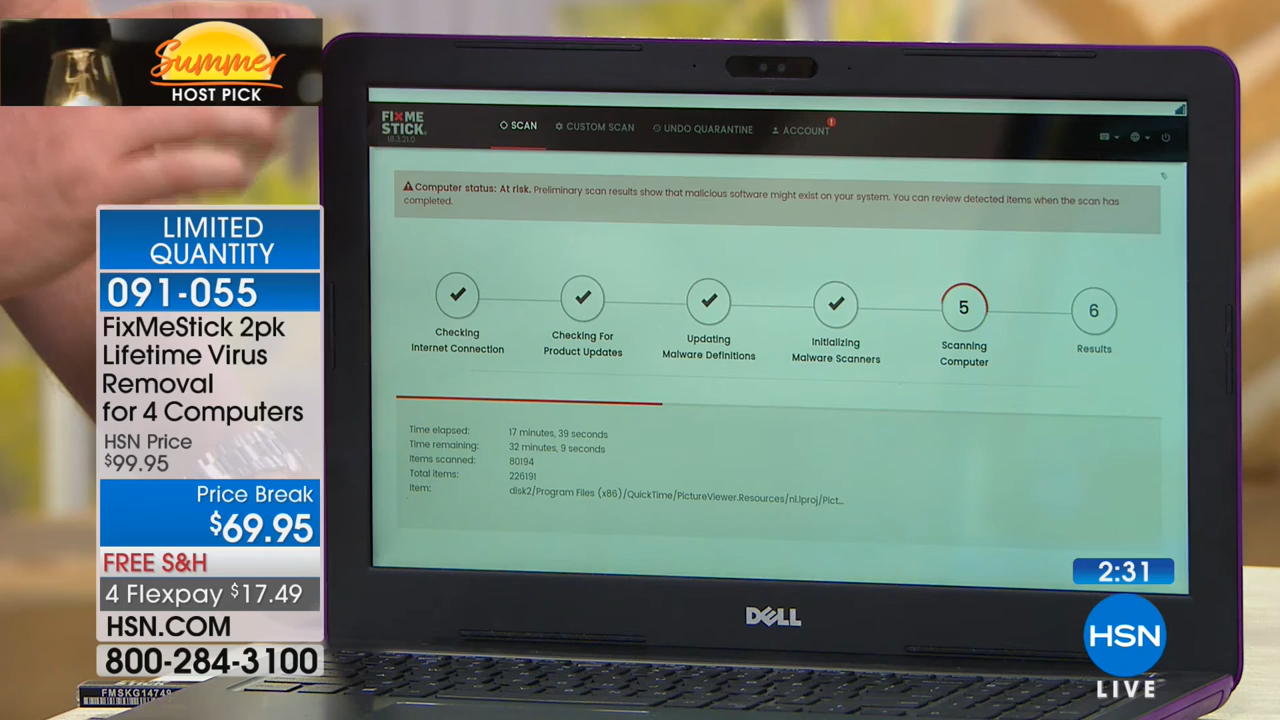 Summer
HOST PICK
LIMITED
QUANTITY
091-055
FixMeStick 2pk
Lifetime Virus
Removal
for 4 Computers
HSN Price
$99.95
Price Break
$69.95
FREE S&H
4 Flexpay $17.49
HSN.COM
800-284-3100
FMSKG14749
FIXME
STICK
18.3.21.0
SCAN
CUSTOM SCAN
UNDO QUARANTINE
ACCOUNT
Computer status: At risk. Preliminary scan results show that malicious software might exist on your system. You can review detected items when the scan has
completed.
Checking
Internet Connection
Checking For
Product Updates
Updating
Malware Definitions
Initializing
Malware Scanners
5
Scanning
Computer
6
Results
Time elapsed: 17 minutes, 39 seconds
Time remaining: 32 minutes, 9 seconds
Items scanned: 80194
Total items: 226191
Item: disk2/Program Files (x86)/QuickTime/PictureViewer.Resources/nl.lproj/Pict...
DELL
2:31
HSN
LIVE